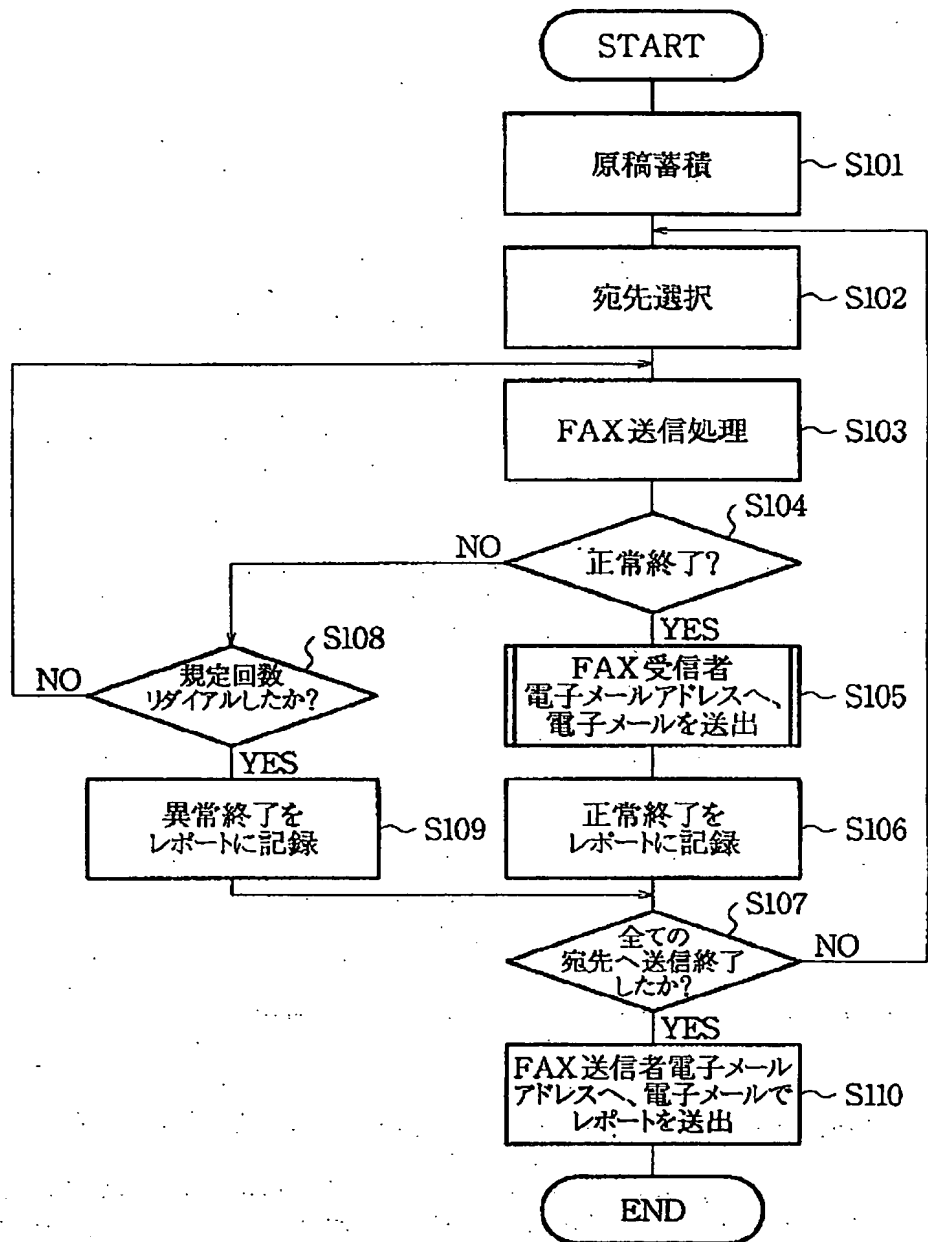 START
原稿蓄積
S101
宛先選択
S102
FAX送信処理
S103
S104
正常終了?
NO
YES
S108
規定回数
リダイアルしたか?
NO
YES
FAX受信者
電子メールアドレスへ、
電子メールを送出
S105
異常終了を
レポートに記録
S109
正常終了を
レポートに記録
S106
S107
全ての
宛先へ送信終了
したか?
NO
YES
FAX送信者電子メール
アドレスへ、電子メールで
レポートを送出
S110
END